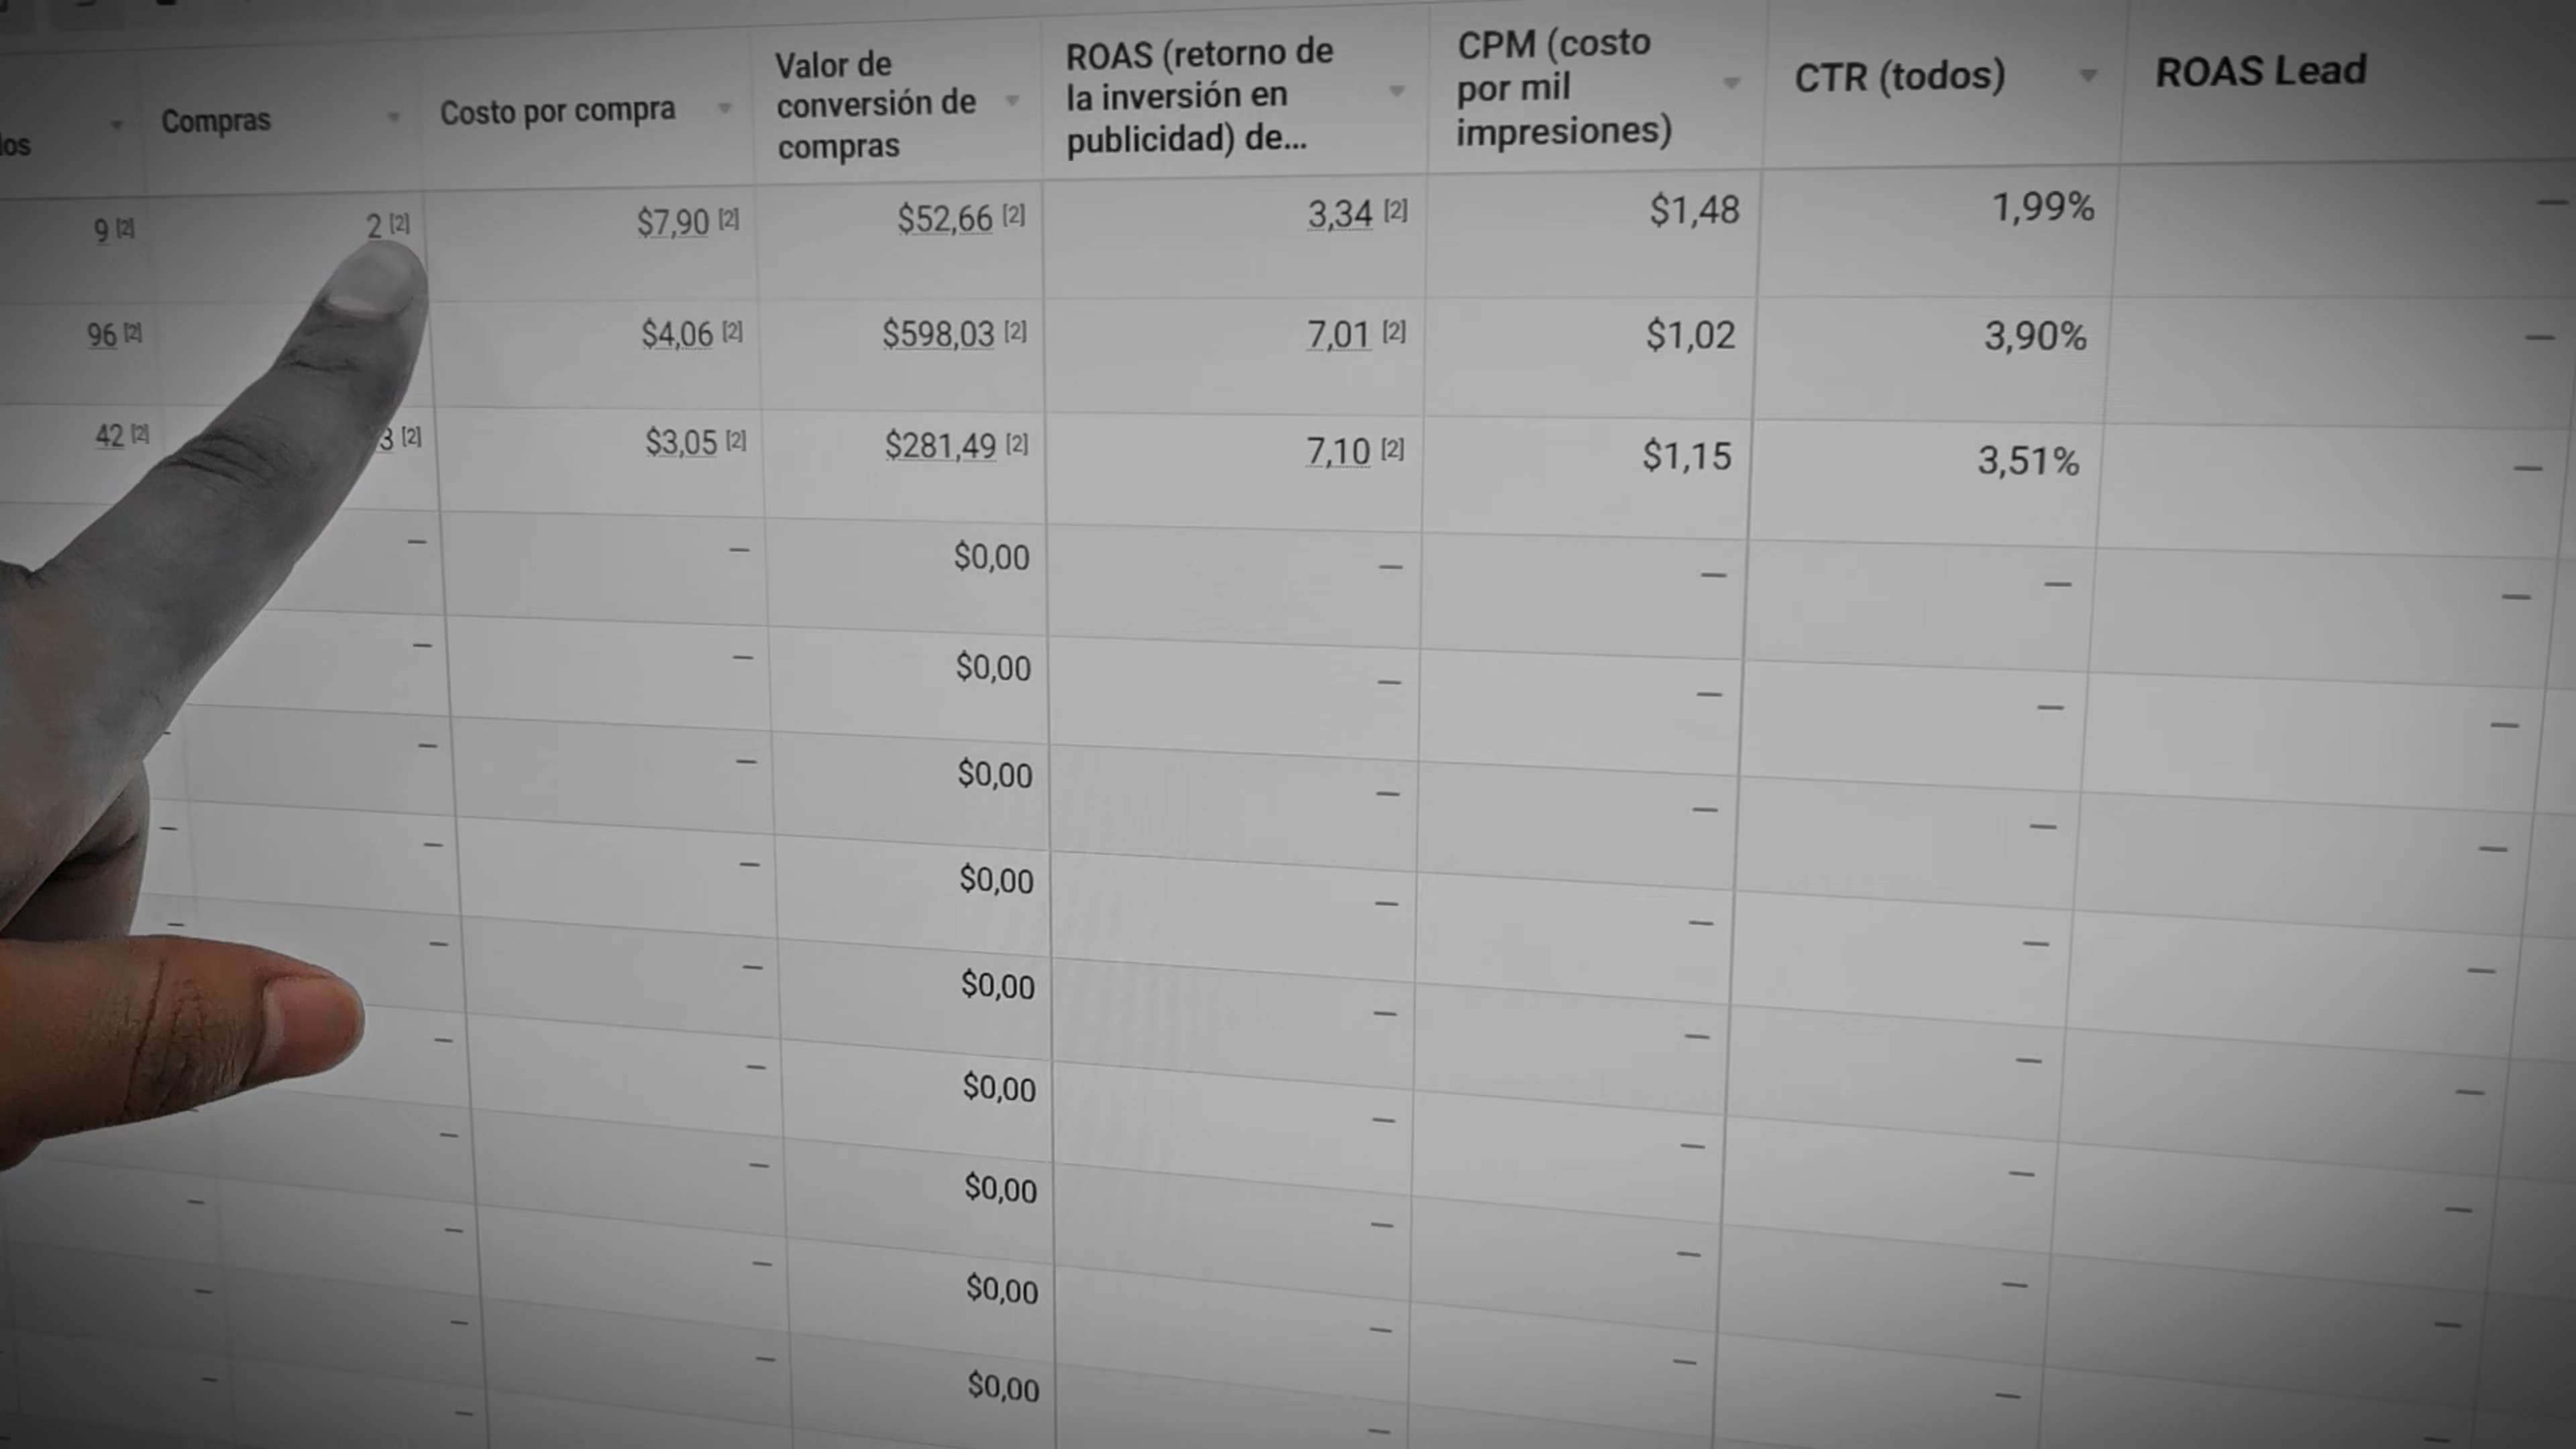 los
Compras
Costo por compra
Valor de
conversión de
compras
ROAS (retorno de
la inversión en
publicidad) de...
CPM (costo
por mil
impresiones)
CTR (todos)
ROAS Lead
9 [2] 2 [2] $7,90 [2] $52,66 [2] 3,34 [2] $1,48 1,99% —
96 [2] $4,06 [2] $598,03 [2] 7,01 [2] $1,02 3,90% —
42 [2] 3 [2] $3,05 [2] $281,49 [2] 7,10 [2] $1,15 3,51% —
— — $0,00 — — — —
— — $0,00 — — — —
— — $0,00 — — — —
— — — $0,00 — — — —
— — — $0,00 — — — —
— — $0,00 — — — —
— — $0,00 — — — —
— — — $0,00 — — — —
— — — $0,00 — — — —
— — — —